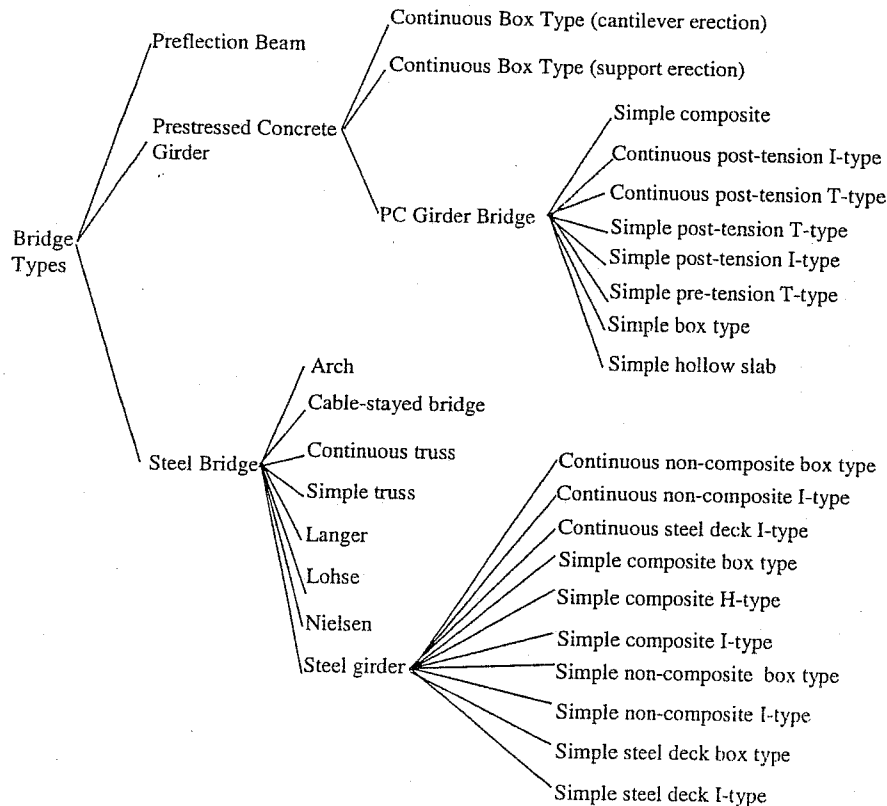 Bridge
Types
Preflection Beam
Prestressed Concrete
Girder
Continuous Box Type (cantilever erection)
Continuous Box Type (support erection)
PC Girder Bridge
Simple composite
Continuous post-tension I-type
Continuous post-tension T-type
Simple post-tension T-type
Simple post-tension I-type
Simple pre-tension T-type
Simple box type
Simple hollow slab
Steel Bridge
Arch
Cable-stayed bridge
Continuous truss
Simple truss
Langer
Lohse
Nielsen
Steel girder
Continuous non-composite box type
Continuous non-composite I-type
Continuous steel deck I-type
Simple composite box type
Simple composite H-type
Simple composite I-type
Simple non-composite box type
Simple non-composite I-type
Simple steel deck box type
Simple steel deck I-type